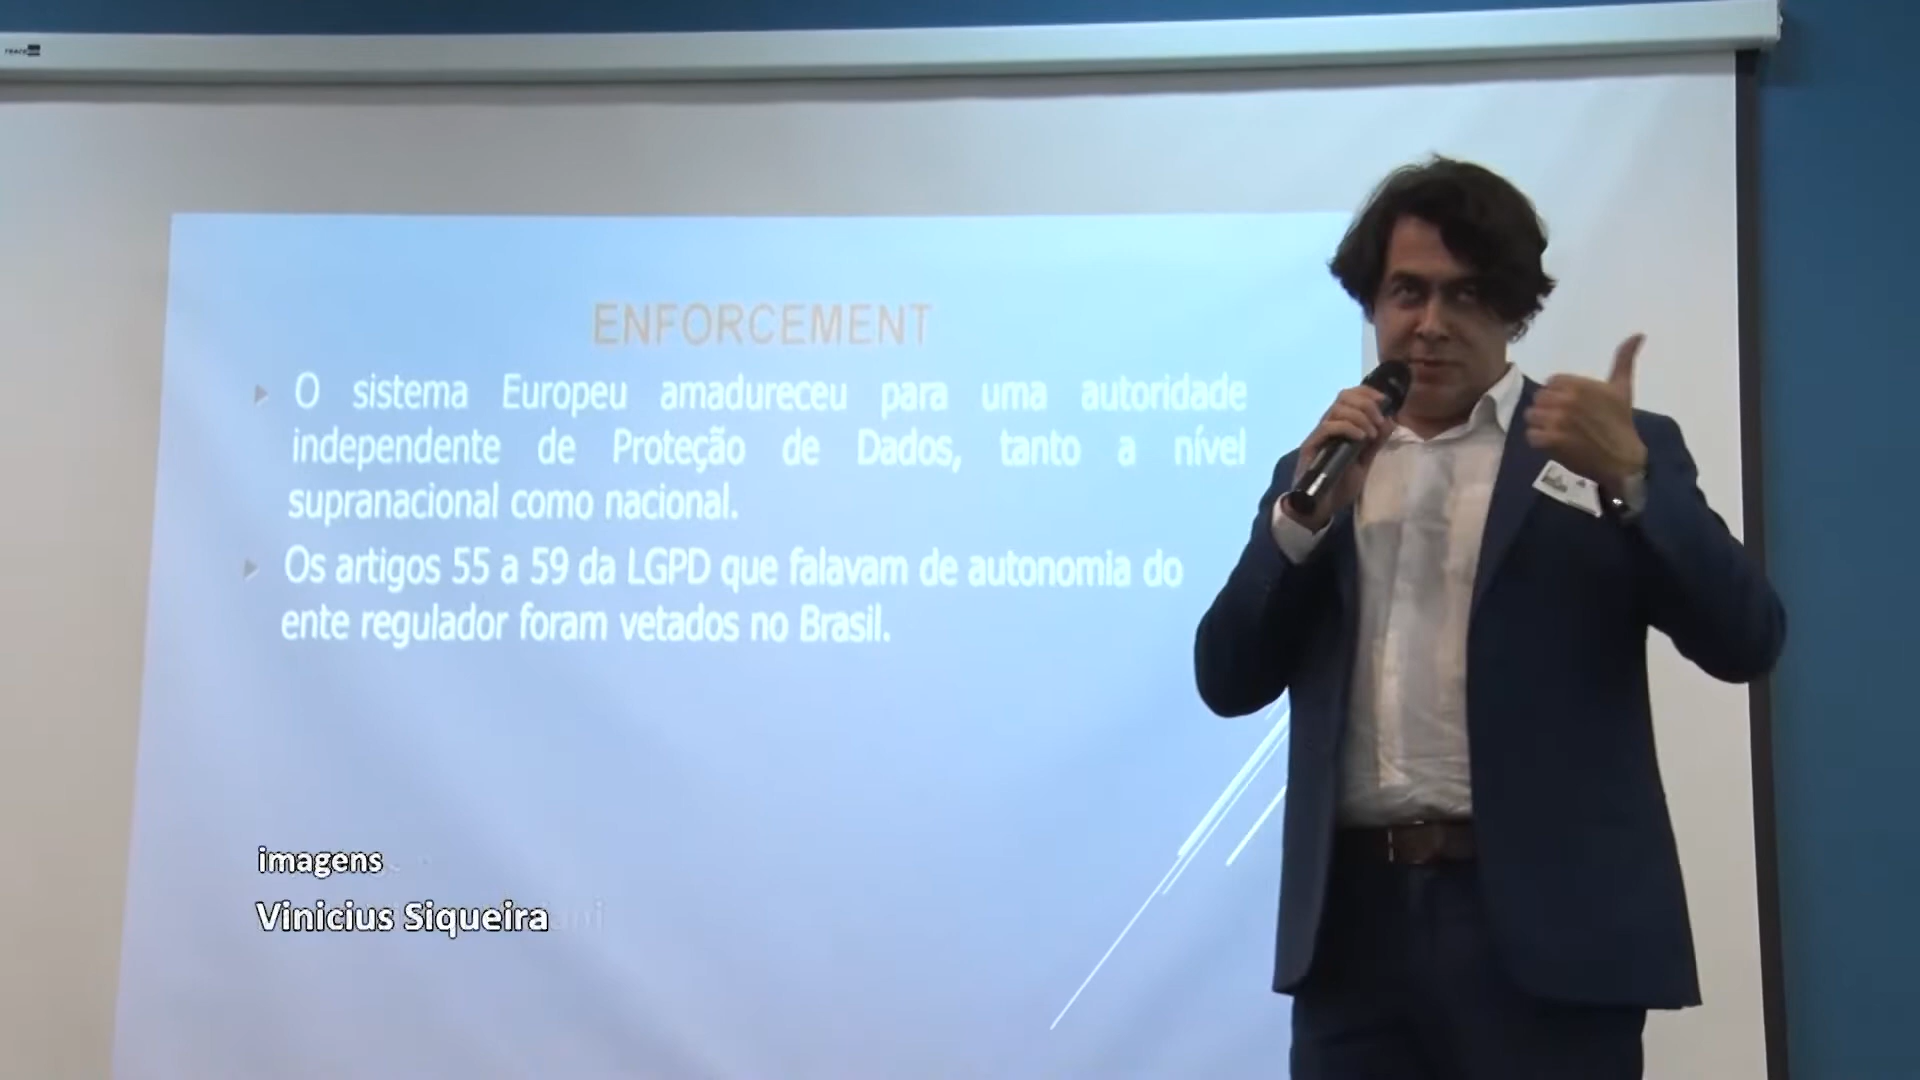 ENFORCEMENT
O sistema Europeu amadureceu para uma autoridade
independente de Proteção de Dados, tanto a nível
supranacional como nacional.
Os artigos 55 a 59 da LGPD que falavam de autonomia do
ente regulador foram vetados no Brasil.
imagens
Vinicius Siqueira